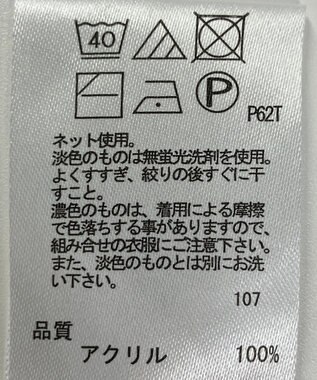 40
P
P62T
ネット使用。
淡色のものは無蛍光洗剤を使用。
よくすすぎ、絞りの後すぐに干
すこと。
濃色のものは、着用による摩擦
で色落ちする事がありますので、
組み合せの衣服にご注意下さい。
また、淡色のものとは別にお洗
い下さい。
107
品質
アクリル 100%